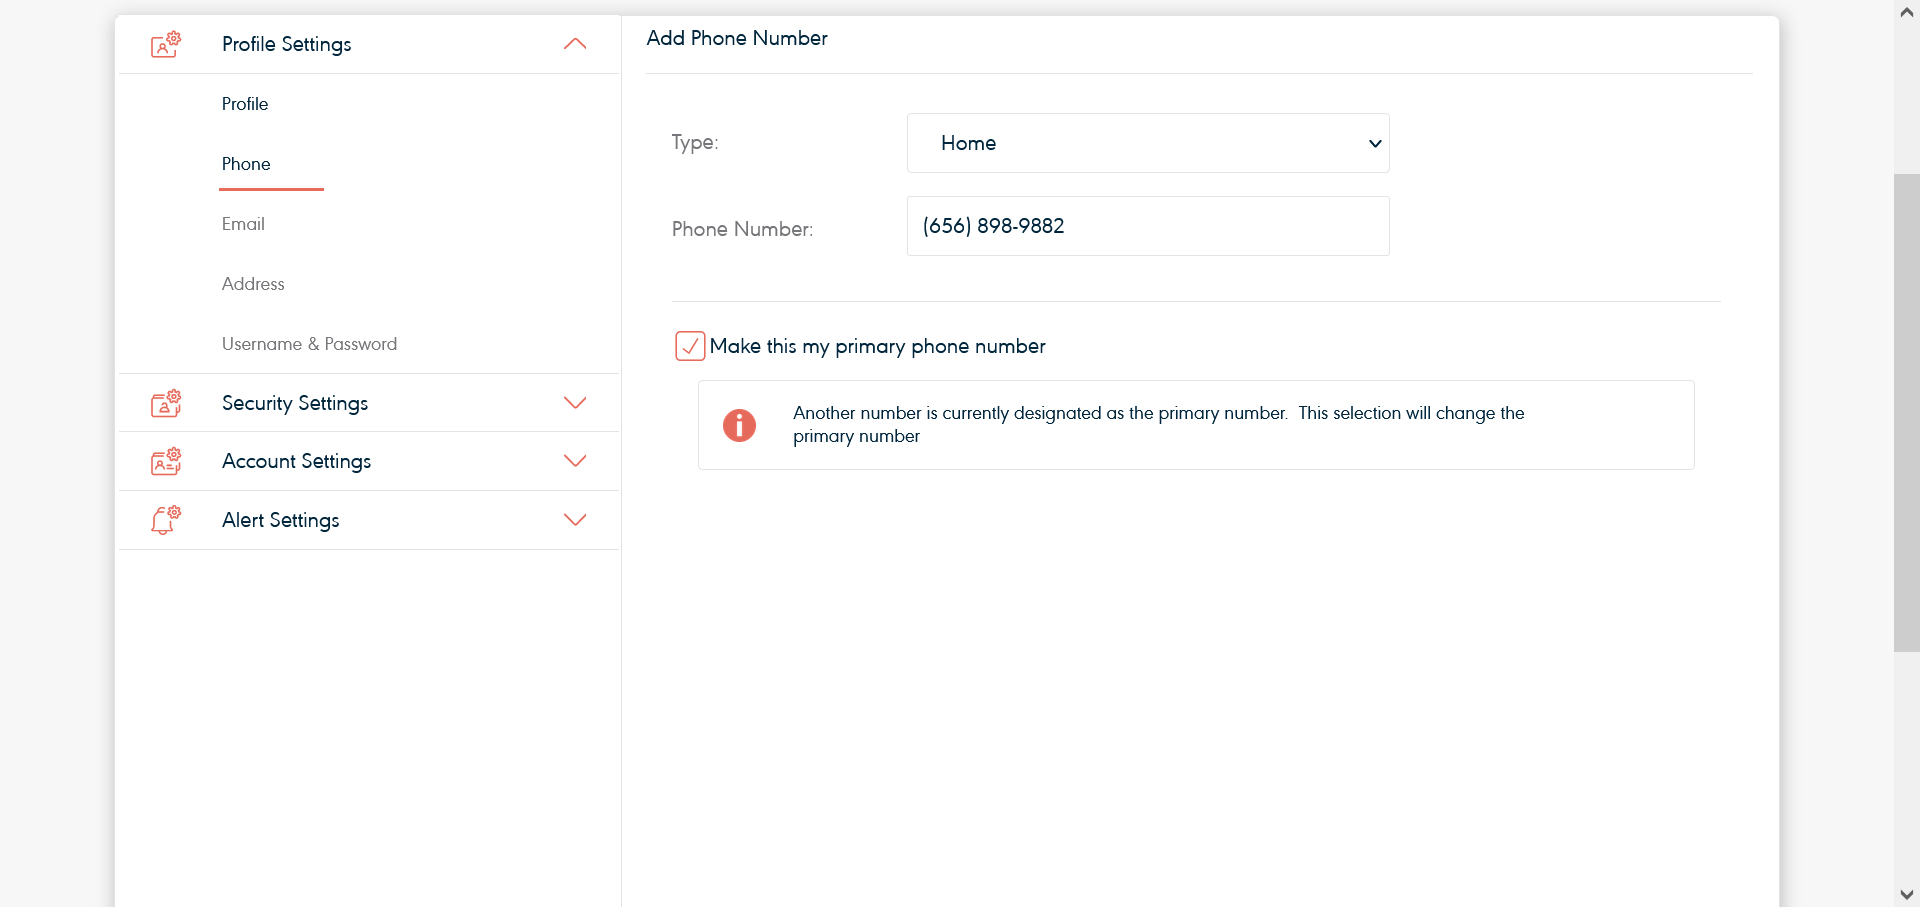 Profile Settings
Profile
Phone
Email
Address
Username & Password
Security Settings
Account Settings
Alert Settings
Add Phone Number
Type:
Home
Phone Number:
(656) 898-9882
Make this my primary phone number
Another number is currently designated as the primary number.  This selection will change the
primary number